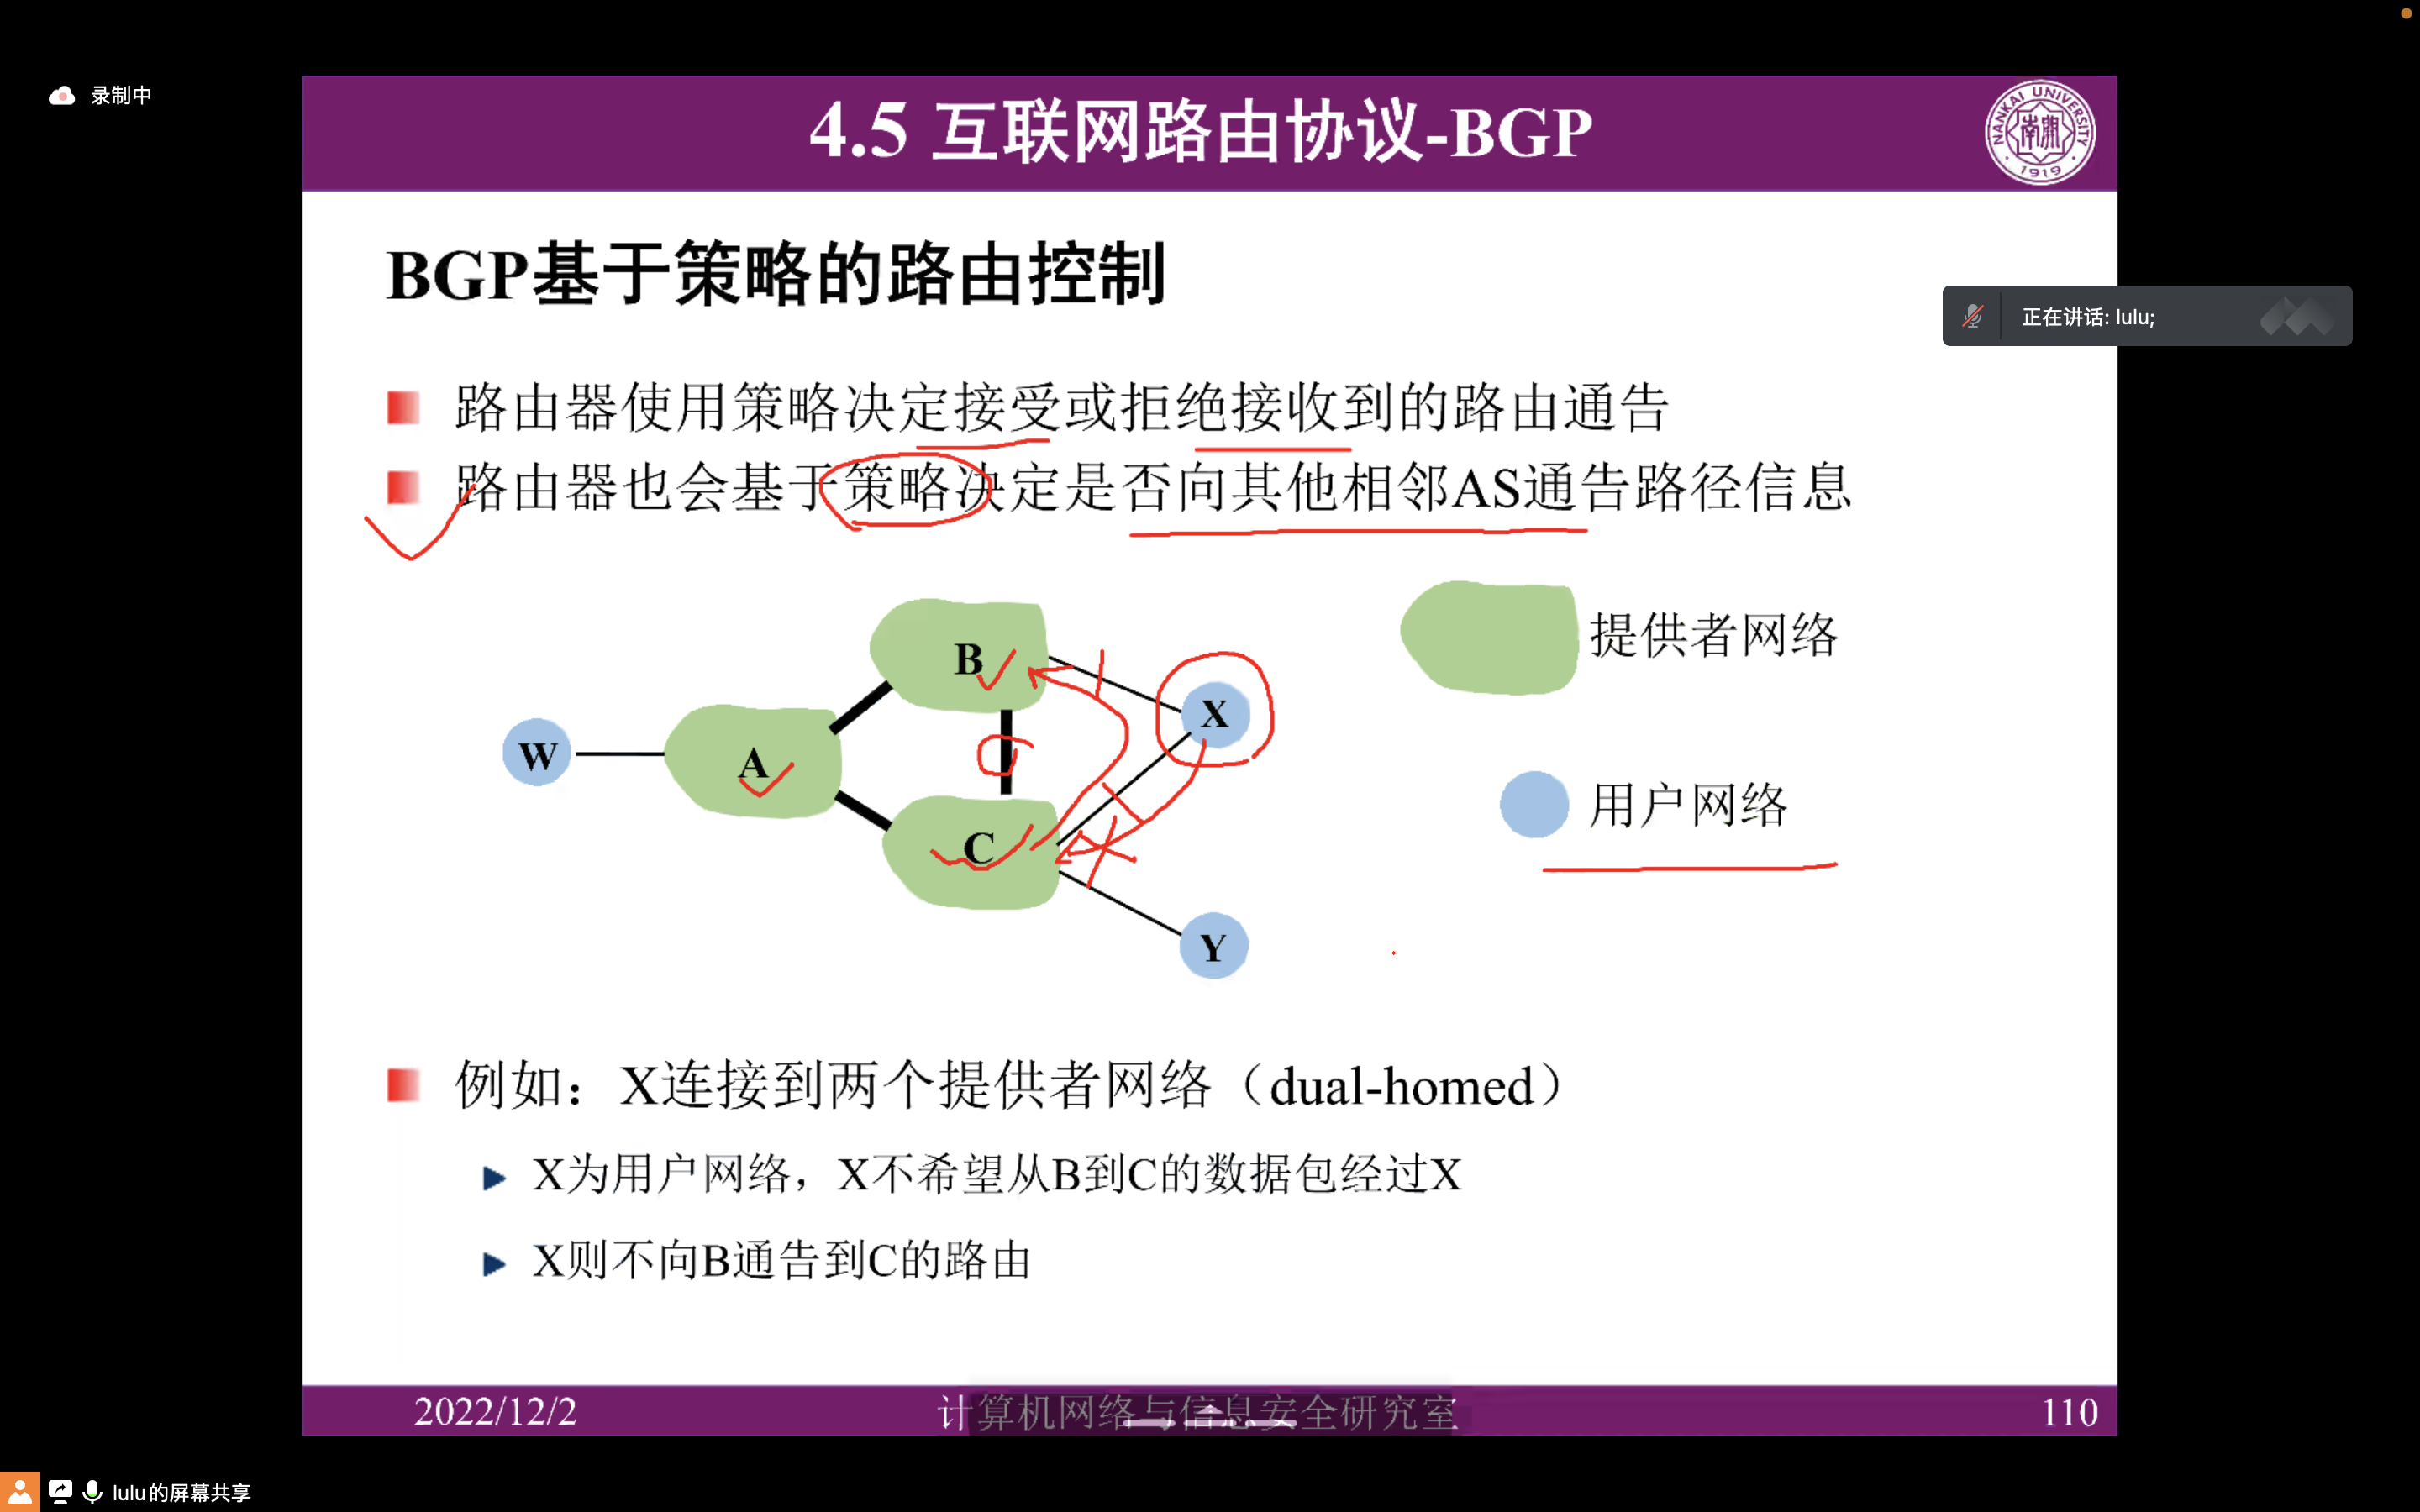 录制中
4.5 互联网路由协议-BGP
NANKAI UNIVERSITY
南開
1919
BGP基于策略的路由控制
正在讲话: lulu;
路由器使用策略决定接受或拒绝接收到的路由通告
路由器也会基于策略决定是否向其他相邻AS通告路径信息
提供者网络
B
X
W
A
用户网络
C
Y
例如：X连接到两个提供者网络（dual-homed）
X为用户网络，X不希望从B到C的数据包经过X
X则不向B通告到C的路由
2022/12/2
计算机网络与信息安全研究室
110
lulu的屏幕共享